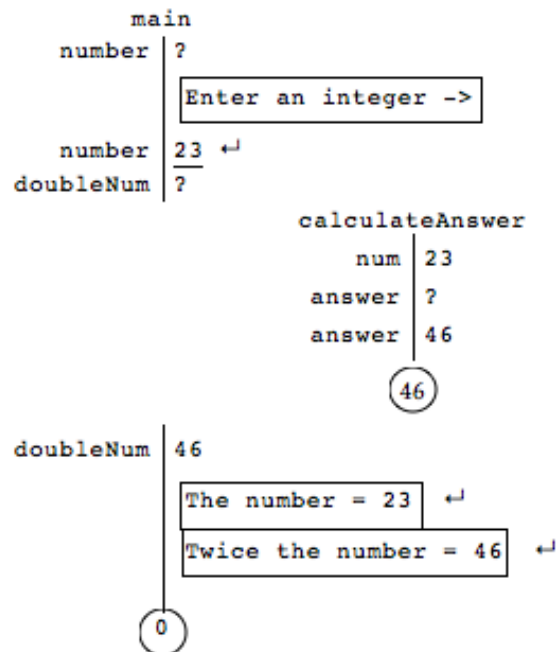 main
number ?
Enter an integer ->
number 23 ↵
doubleNum ?
calculateAnswer
num 23
answer ?
answer 46
46
doubleNum 46
The number = 23 ↵
Twice the number = 46 ↵
0